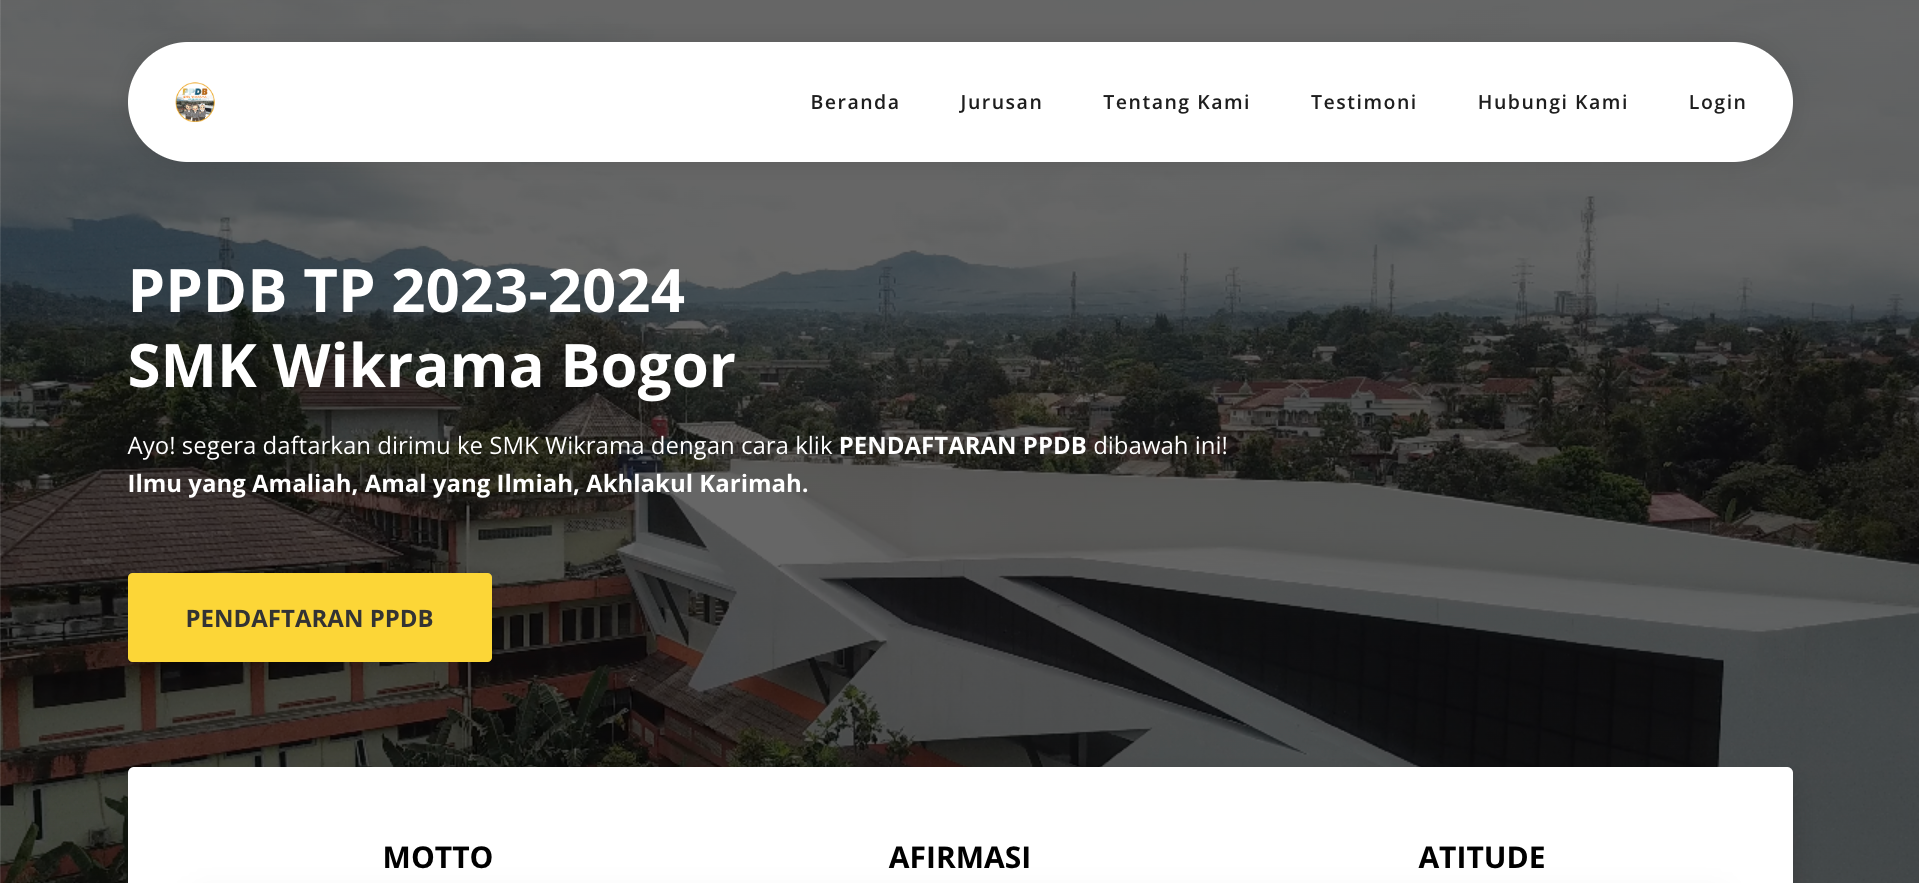 PPDB
Beranda Jurusan Tentang Kami Testimoni Hubungi Kami Login
PPDB TP 2023-2024
SMK Wikrama Bogor
Ayo! segera daftarkan dirimu ke SMK Wikrama dengan cara klik PENDAFTARAN PPDB dibawah ini!
Ilmu yang Amaliah, Amal yang Ilmiah, Akhlakul Karimah.
PENDAFTARAN PPDB
MOTTO AFIRMASI ATITUDE